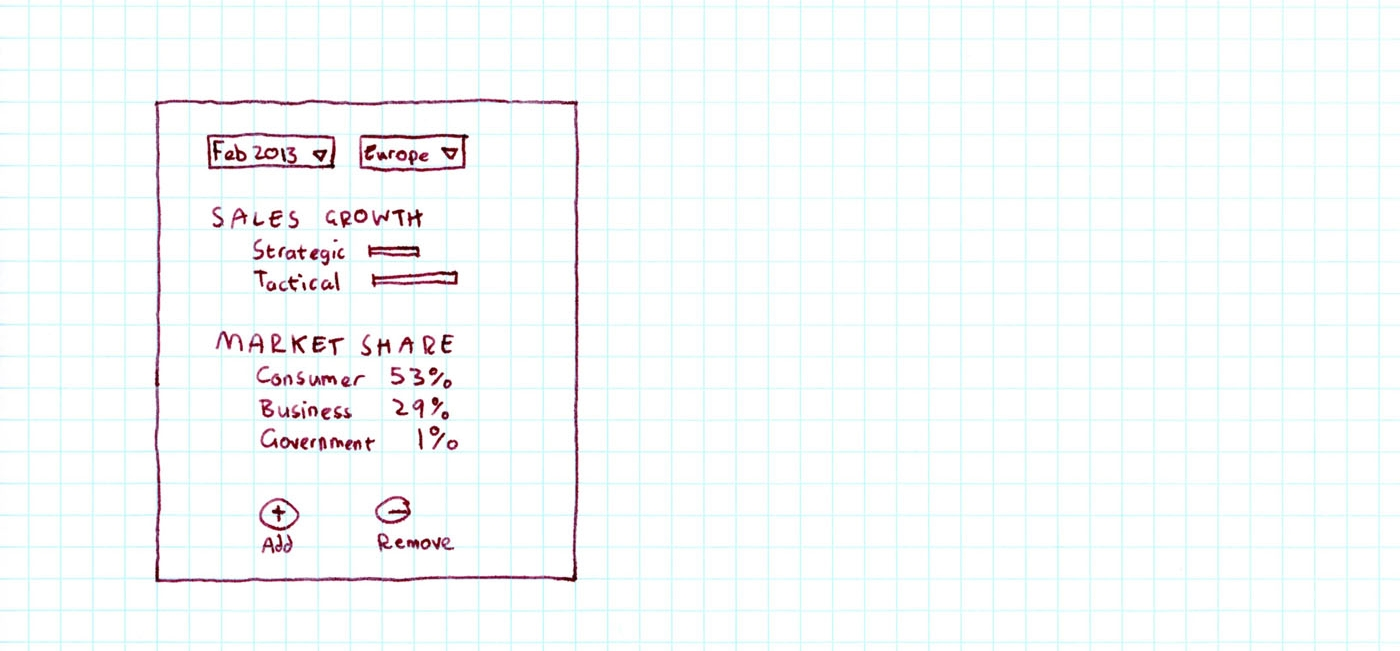 Feb 2013 Europe
SALES GROWTH
Strategic
Tactical
MARKET SHARE
Consumer 53%
Business 29%
Government 1%
+ −
Add Remove